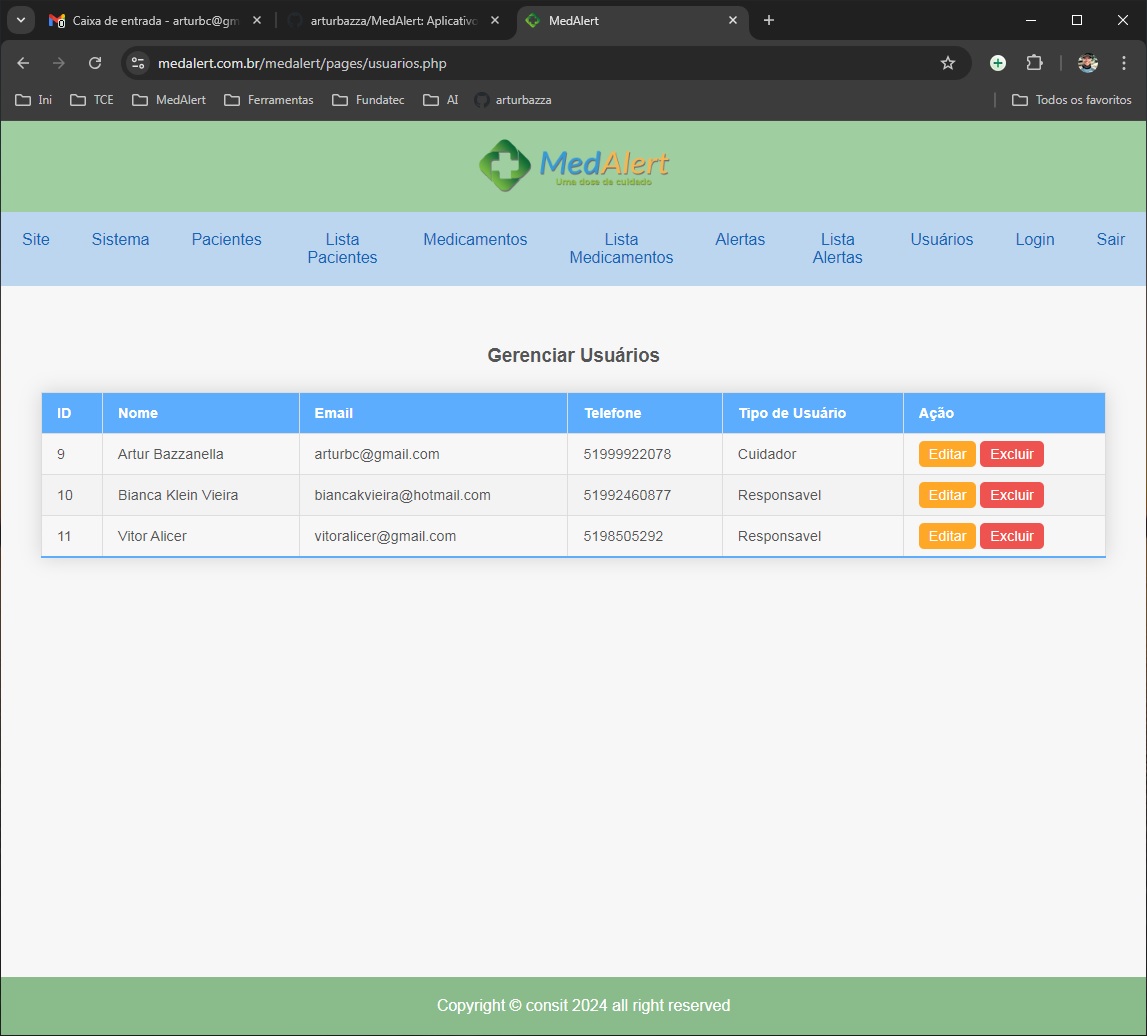 Caixa de entrada - arturbc@gm
arturbazza/MedAlert: Aplicativo
MedAlert
medalert.com.br/medalert/pages/usuarios.php
Ini TCE MedAlert Ferramentas Fundatec AI arturbazza Todos os favoritos
MedAlert
Uma dose de cuidado
Site Sistema Pacientes Lista Pacientes Medicamentos Lista Medicamentos Alertas Lista Alertas Usuários Login Sair
Gerenciar Usuários
ID Nome Email Telefone Tipo de Usuário Ação
9 Artur Bazzanella arturbc@gmail.com 51999922078 Cuidador Editar Excluir
10 Bianca Klein Vieira biancakvieira@hotmail.com 51992460877 Responsavel Editar Excluir
11 Vitor Alicer vitoralicer@gmail.com 5198505292 Responsavel Editar Excluir
Copyright © consit 2024 all right reserved